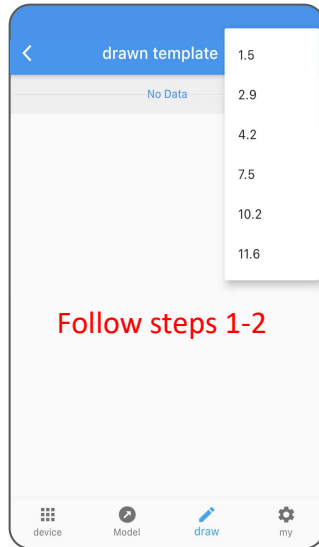 drawn template
1.5
No Data
2.9
4.2
7.5
10.2
11.6
Follow steps 1-2
device
Model
draw
my